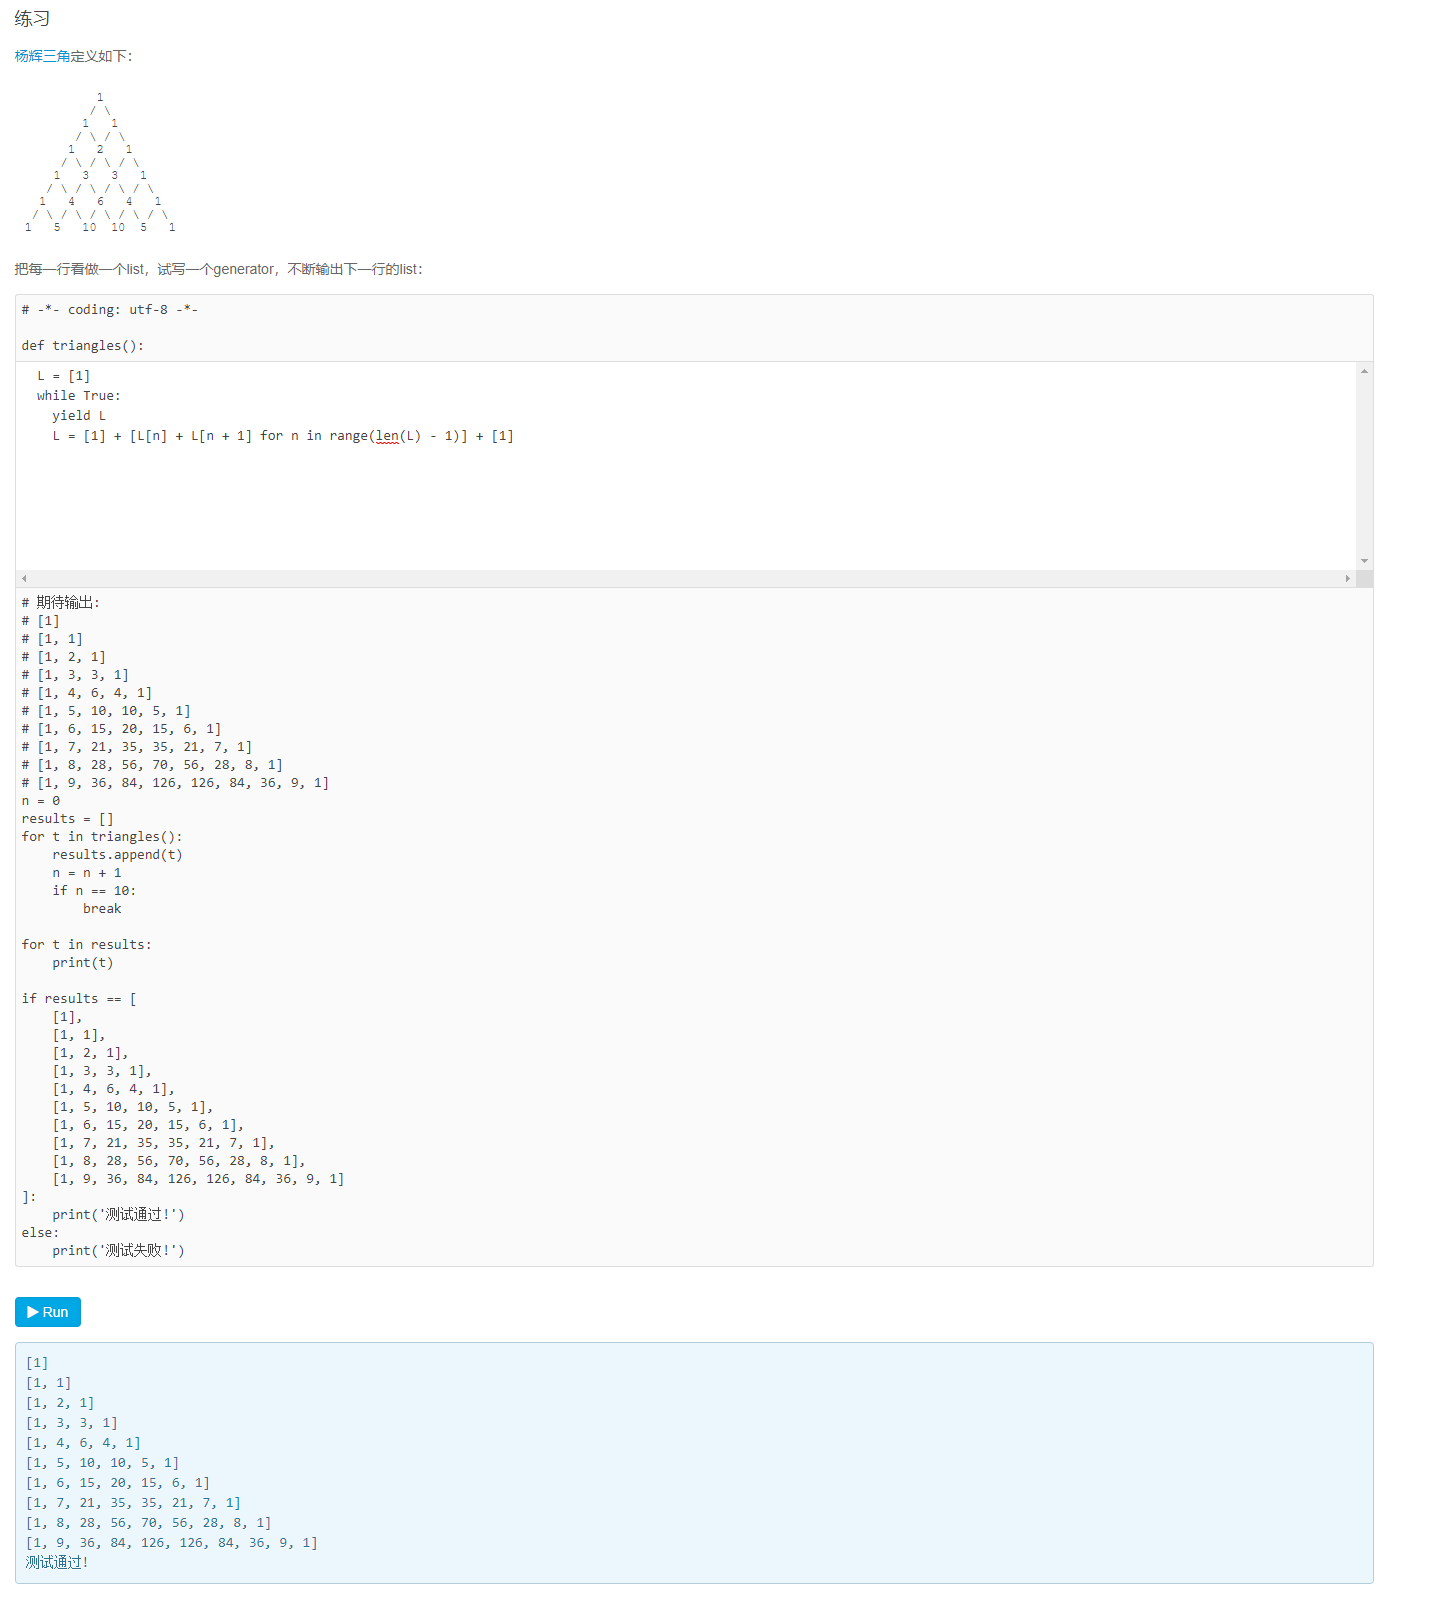 练习
杨辉三角定义如下：
1
/ \
1   1
/ \ / \
1   2   1
/ \ / \ / \
1   3   3   1
/ \ / \ / \ / \
1   4   6   4   1
/ \ / \ / \ / \ / \
1   5   10  10  5   1
把每一行看做一个list，试写一个generator，不断输出下一行的list：
# -*- coding: utf-8 -*-
def triangles():
  L = [1]
  while True:
    yield L
    L = [1] + [L[n] + L[n + 1] for n in range(len(L) - 1)] + [1]
# 期待输出:
# [1]
# [1, 1]
# [1, 2, 1]
# [1, 3, 3, 1]
# [1, 4, 6, 4, 1]
# [1, 5, 10, 10, 5, 1]
# [1, 6, 15, 20, 15, 6, 1]
# [1, 7, 21, 35, 35, 21, 7, 1]
# [1, 8, 28, 56, 70, 56, 28, 8, 1]
# [1, 9, 36, 84, 126, 126, 84, 36, 9, 1]
n = 0
results = []
for t in triangles():
    results.append(t)
    n = n + 1
    if n == 10:
        break
for t in results:
    print(t)
if results == [
    [1],
    [1, 1],
    [1, 2, 1],
    [1, 3, 3, 1],
    [1, 4, 6, 4, 1],
    [1, 5, 10, 10, 5, 1],
    [1, 6, 15, 20, 15, 6, 1],
    [1, 7, 21, 35, 35, 21, 7, 1],
    [1, 8, 28, 56, 70, 56, 28, 8, 1],
    [1, 9, 36, 84, 126, 126, 84, 36, 9, 1]
]:
    print('测试通过!')
else:
    print('测试失败!')
Run
[1]
[1, 1]
[1, 2, 1]
[1, 3, 3, 1]
[1, 4, 6, 4, 1]
[1, 5, 10, 10, 5, 1]
[1, 6, 15, 20, 15, 6, 1]
[1, 7, 21, 35, 35, 21, 7, 1]
[1, 8, 28, 56, 70, 56, 28, 8, 1]
[1, 9, 36, 84, 126, 126, 84, 36, 9, 1]
测试通过!